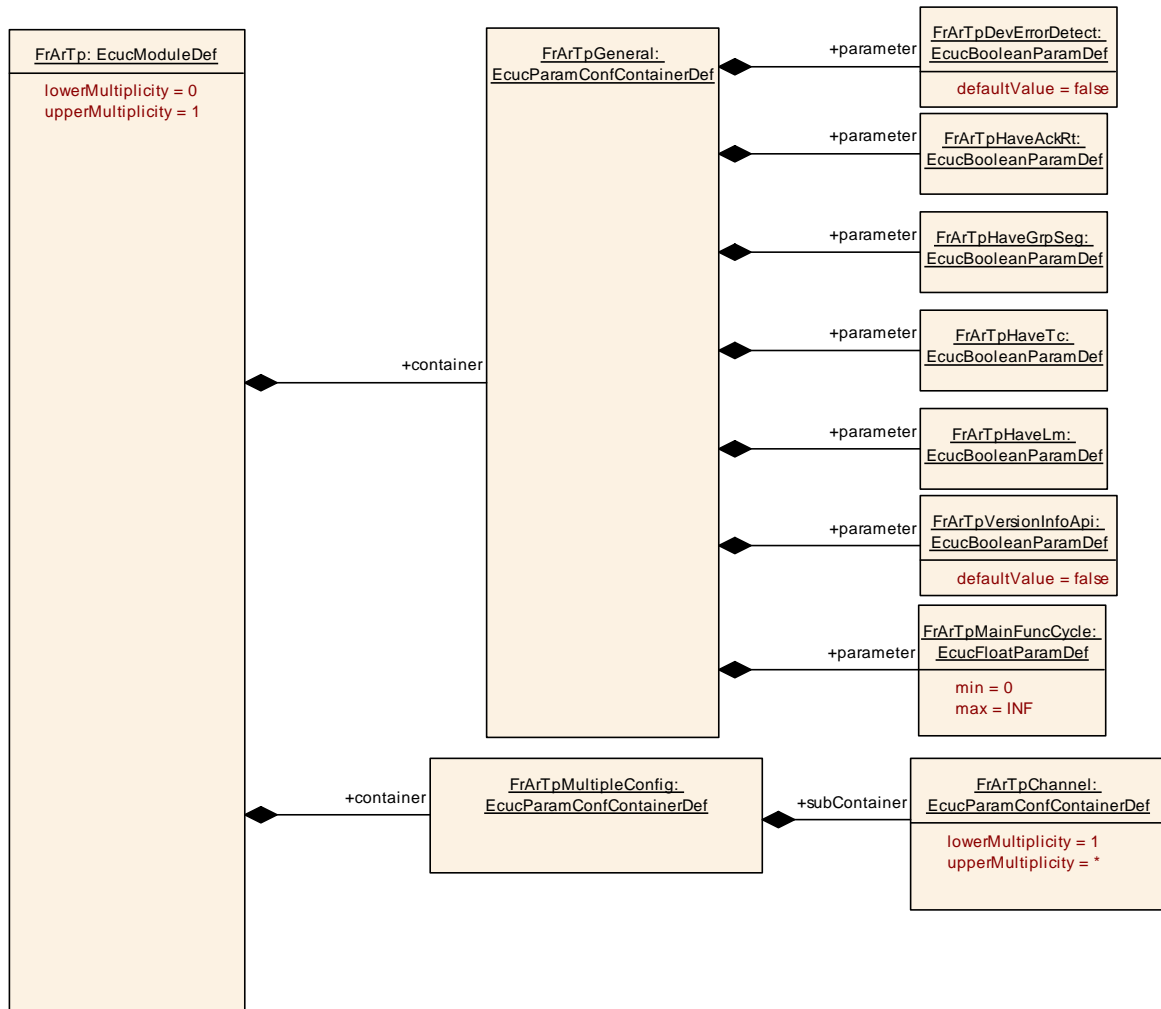 FrArTp: EcucModuleDef
lowerMultiplicity = 0
upperMultiplicity = 1
+container
FrArTpGeneral:
EcucParamConfContainerDef
+parameter
FrArTpDevErrorDetect:
EcucBooleanParamDef
defaultValue = false
+parameter
FrArTpHaveAckRt:
EcucBooleanParamDef
+parameter
FrArTpHaveGrpSeg:
EcucBooleanParamDef
+parameter
FrArTpHaveTc:
EcucBooleanParamDef
+parameter
FrArTpHaveLm:
EcucBooleanParamDef
+parameter
FrArTpVersionInfoApi:
EcucBooleanParamDef
defaultValue = false
+parameter
FrArTpMainFuncCycle:
EcucFloatParamDef
min = 0
max = INF
+container
FrArTpMultipleConfig:
EcucParamConfContainerDef
+subContainer
FrArTpChannel:
EcucParamConfContainerDef
lowerMultiplicity = 1
upperMultiplicity = *